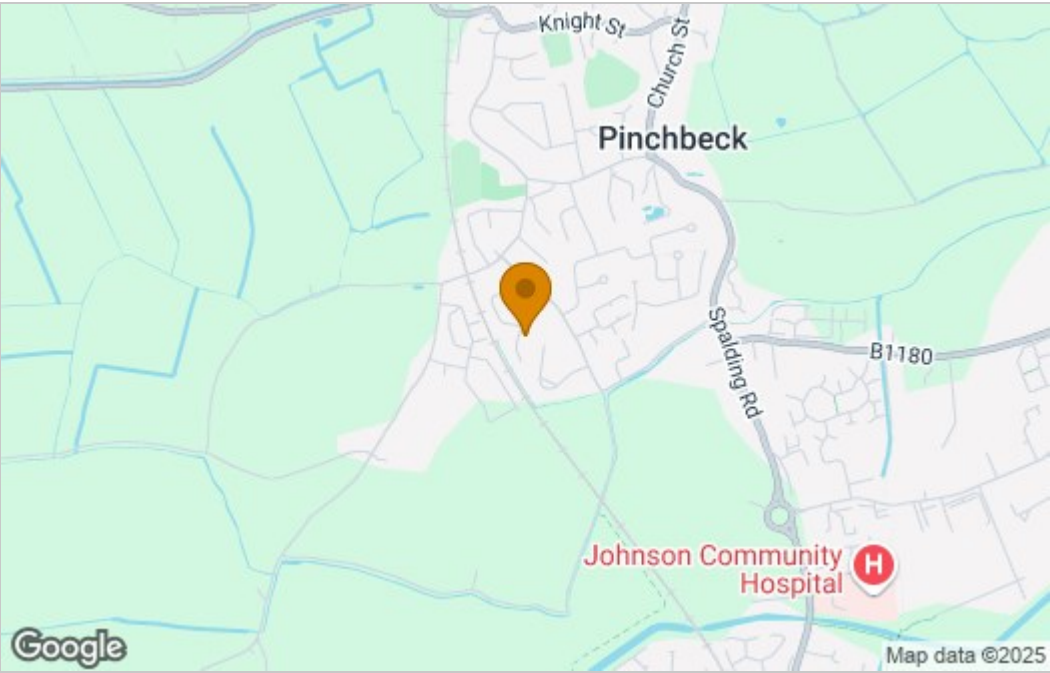 Knight St
Church St
Pinchbeck
Spalding Rd
B1180
Johnson Community
Hospital
H
Google
Map data ©2025